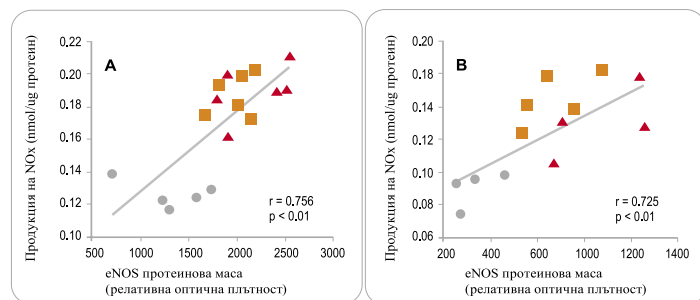 A
Продукция на NOx (nmol/ug протеин)
0.22
0.20
0.18
0.16
0.14
0.12
0.10
500
1000
1500
2000
2500
3000
r = 0.756
p < 0.01
eNOS протеинова маса
(релативна оптична плътност)
B
Продукция на NOx (nmol/ug протеин)
0.20
0.16
0.14
0.12
0.10
0.08
0.06
200
400
600
800
1000
1200
1400
r = 0.725
p < 0.01
eNOS протеинова маса
(релативна оптична плътност)